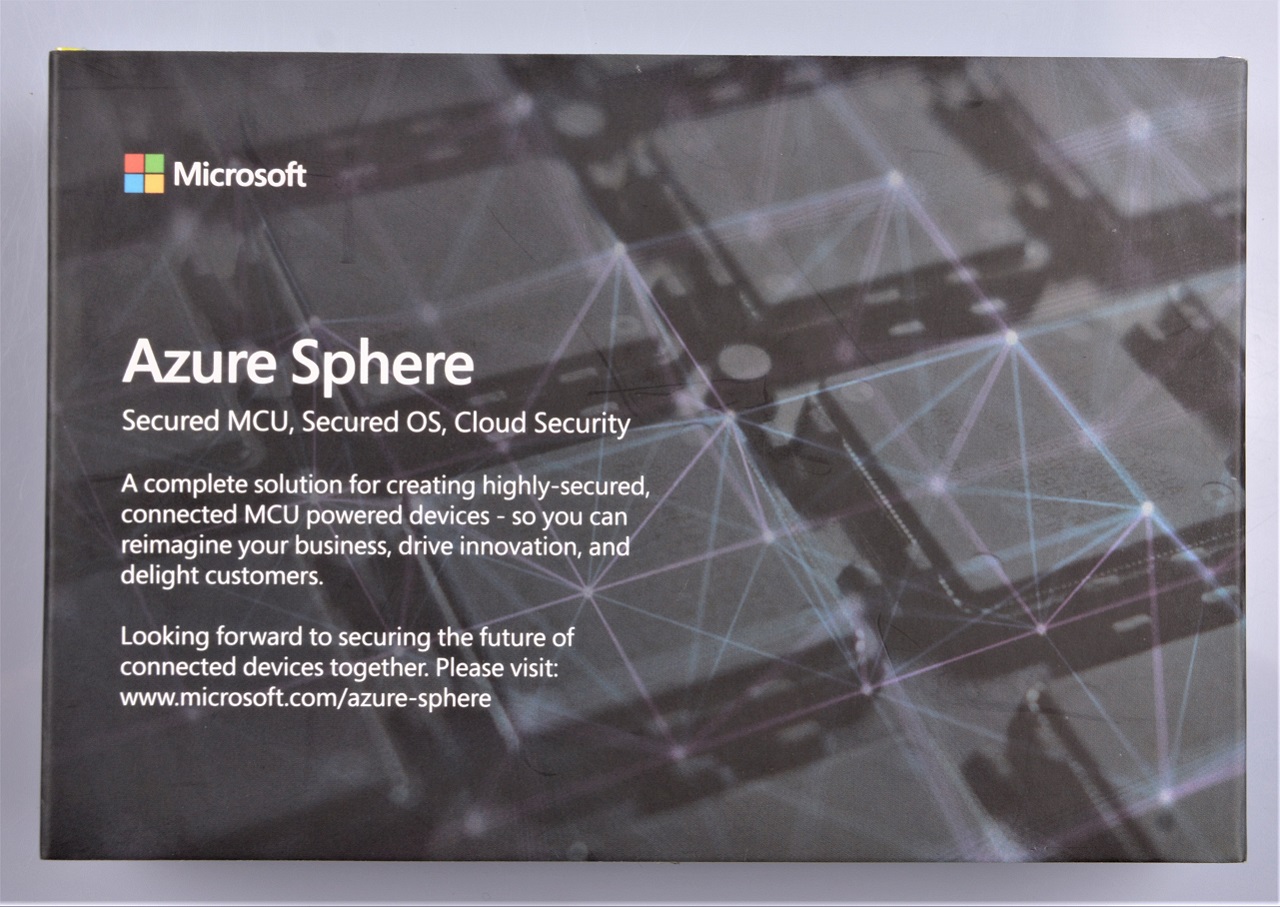 Microsoft
Azure Sphere
Secured MCU, Secured OS, Cloud Security
A complete solution for creating highly-secured,
connected MCU powered devices - so you can
reimagine your business, drive innovation, and
delight customers.
Looking forward to securing the future of
connected devices together. Please visit:
www.microsoft.com/azure-sphere